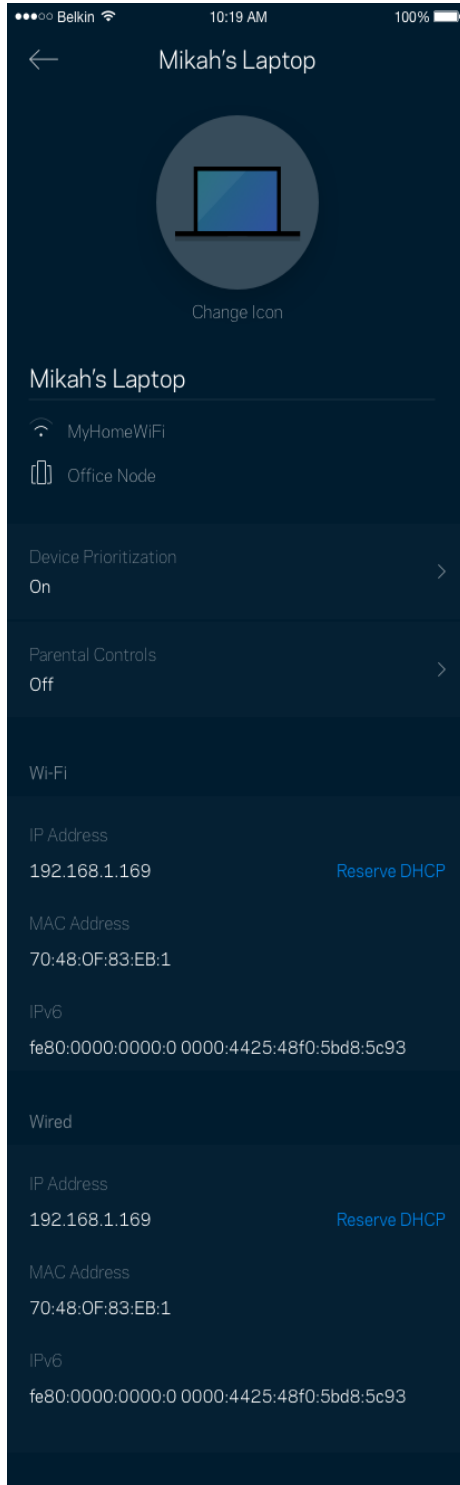 Belkin 10:19 AM 100%
Mikah's Laptop
Change Icon
Mikah's Laptop
MyHomeWiFi
Office Node
Device Prioritization
On
Parental Controls
Off
Wi-Fi
IP Address
192.168.1.169 Reserve DHCP
MAC Address
70:48:0F:83:EB:1
IPv6
fe80:0000:0000:0 0000:4425:48f0:5bd8:5c93
Wired
IP Address
192.168.1.169 Reserve DHCP
MAC Address
70:48:0F:83:EB:1
IPv6
fe80:0000:0000:0 0000:4425:48f0:5bd8:5c93